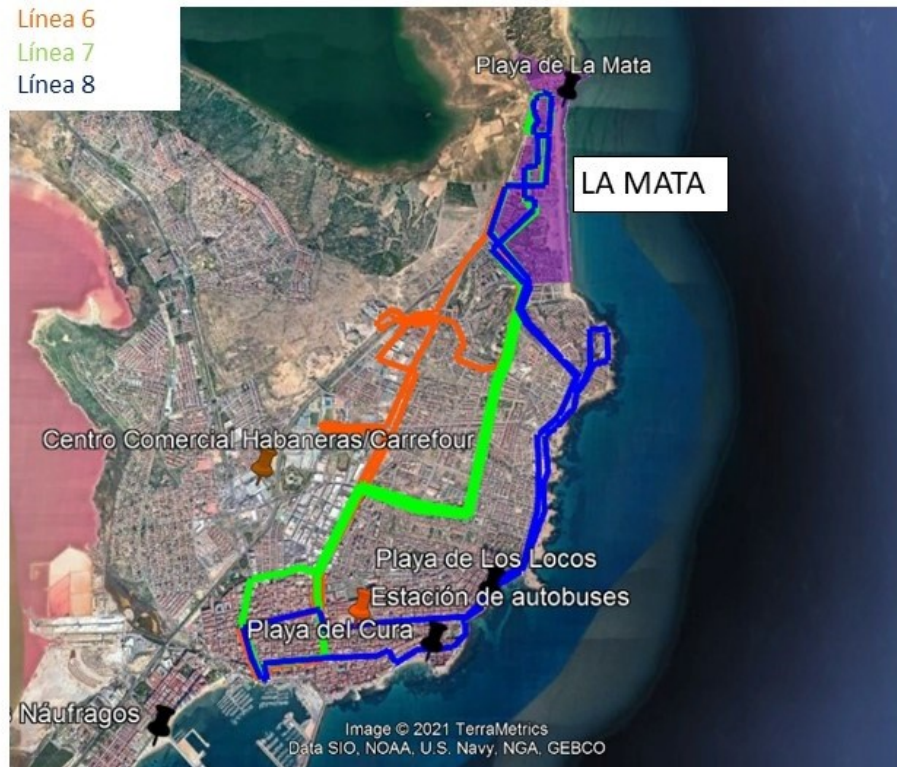 Línea 6
Línea 7
Línea 8
Playa de La Mata
LA MATA
Centro Comercial Habaneras/Carrefour
Playa de Los Locos
Estación de autobuses
Playa del Cura
s Náufragos
Image © 2021 TerraMetrics
Data SIO, NOAA, U.S. Navy, NGA, GEBCO